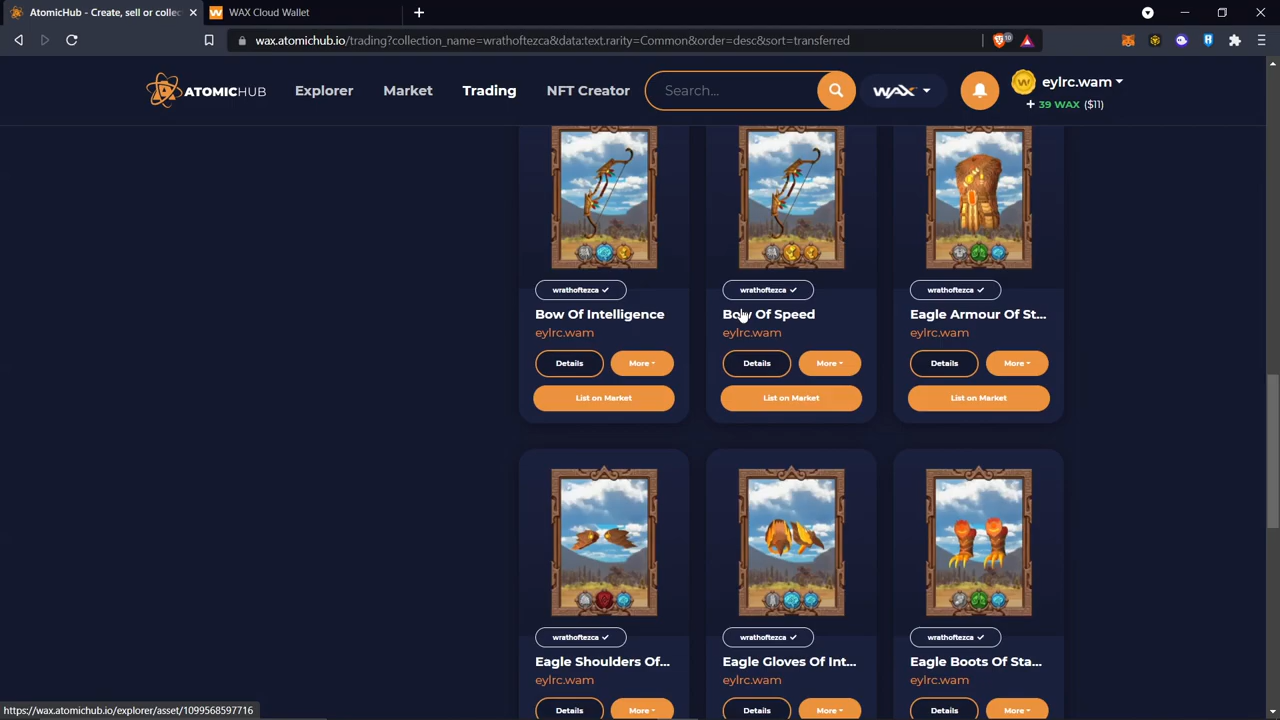 AtomicHub - Create, sell or collec
WAX Cloud Wallet
wax.atomichub.io/trading?collection_name=wrathoftezca&data:text.rarity=Common&order=desc&sort=transferred
10
ATOMICHUB
Explorer
Market
Trading
NFT Creator
Search...
WAX
eylrc.wam
+ 39 WAX ($11)
wrathoftezca
wrathoftezca
wrathoftezca
Bow Of Intelligence
Bow Of Speed
Eagle Armour Of St...
eylrc.wam
eylrc.wam
eylrc.wam
Details
More
Details
More
Details
More
List on Market
List on Market
List on Market
wrathoftezca
wrathoftezca
wrathoftezca
Eagle Shoulders Of...
Eagle Gloves Of Int...
Eagle Boots Of Sta...
eylrc.wam
eylrc.wam
eylrc.wam
Details
More
Details
More
Details
More
https://wax.atomichub.io/explorer/asset/1099568597716